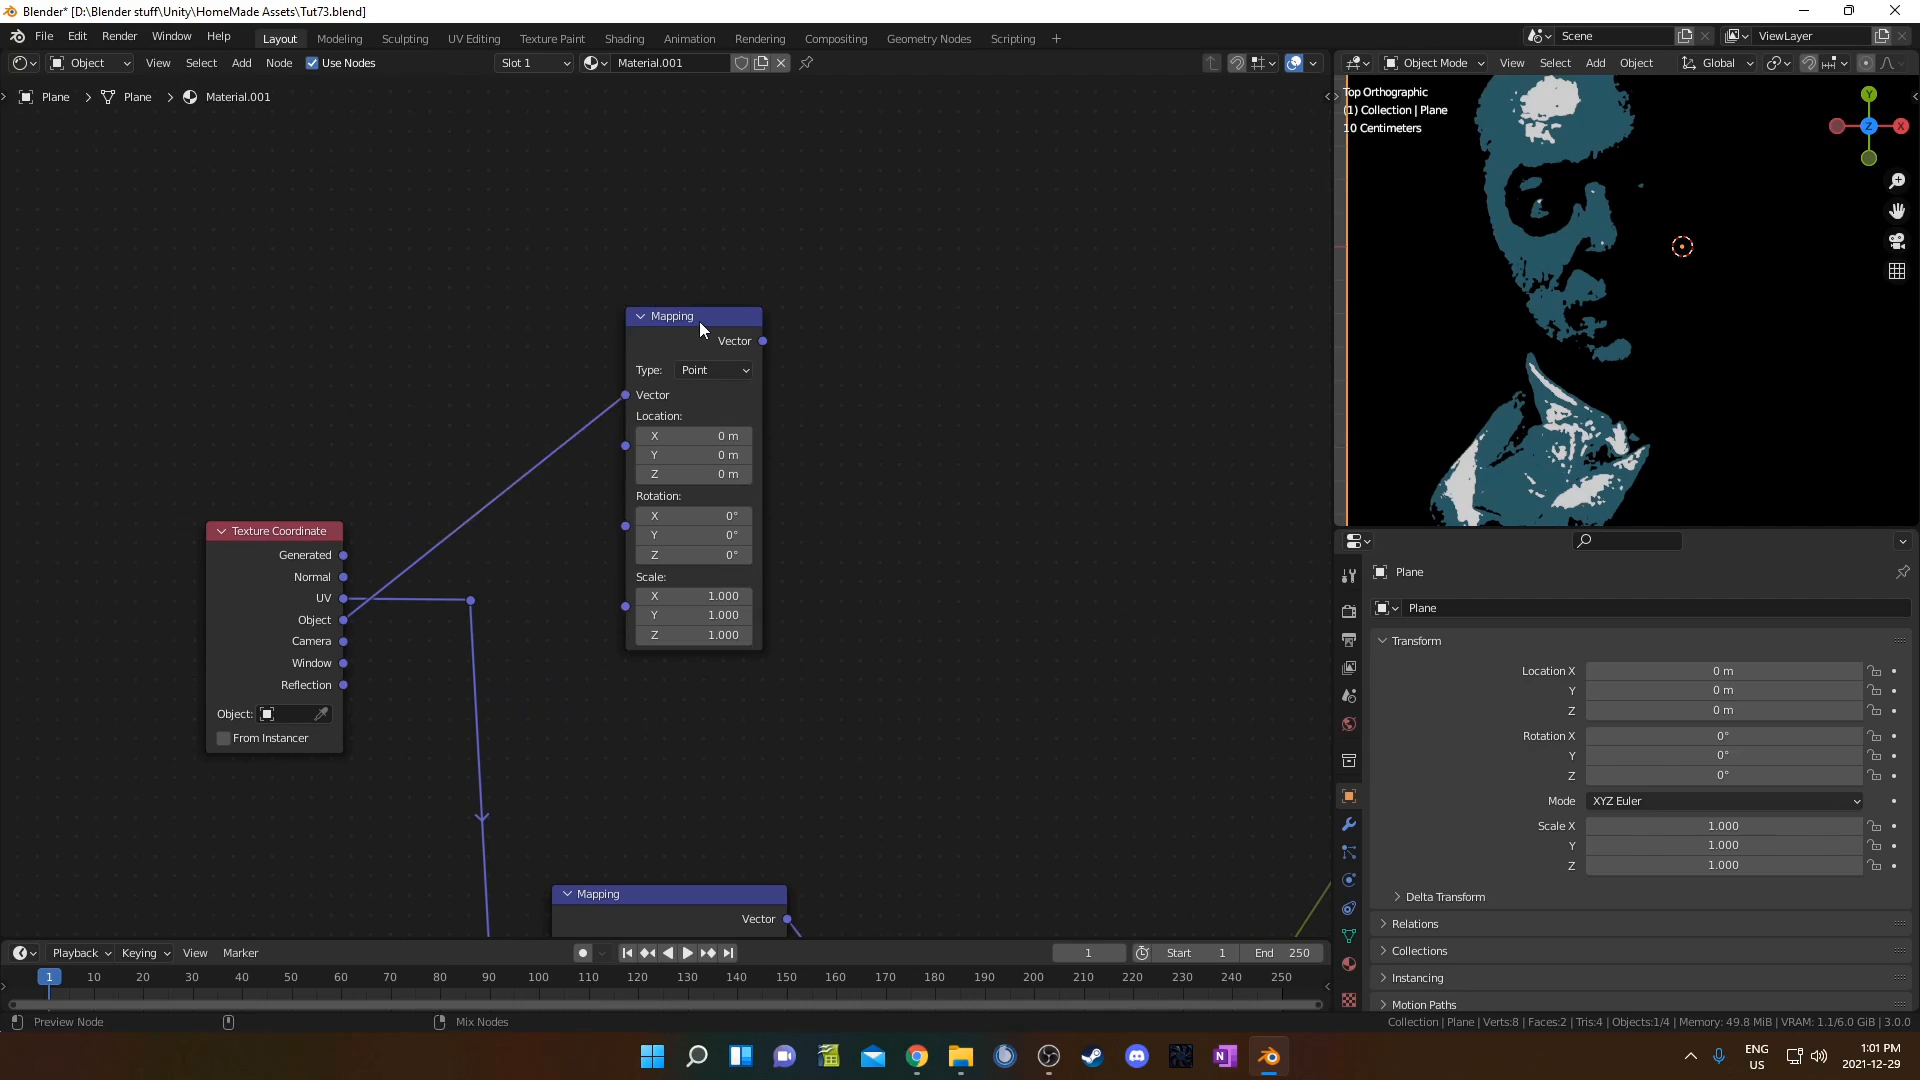 Blender* [D:\Blender stuff\Unity\HomeMade Assets\Tut73.blend]
File Edit Render Window Help Layout Modeling Sculpting UV Editing Texture Paint Shading Animation Rendering Compositing Geometry Nodes Scripting + Scene ViewLayer
Object View Select Add Node Use Nodes Slot 1 Material.001 Object Mode View Select Add Object Global
Plane Plane Material.001
Top Orthographic
(1) Collection | Plane
10 Centimeters
Y
Z
X
Mapping
Vector
Type: Point
Vector
Location:
X 0 m
Y 0 m
Z 0 m
Rotation:
X 0°
Y 0°
Z 0°
Scale:
X 1.000
Y 1.000
Z 1.000
Texture Coordinate
Generated
Normal
UV
Object
Camera
Window
Reflection
Object:
From Instancer
Mapping
Vector
Plane
Plane
Transform
Location X 0 m
Y 0 m
Z 0 m
Rotation X 0°
Y 0°
Z 0°
Mode XYZ Euler
Scale X 1.000
Y 1.000
Z 1.000
Delta Transform
Relations
Collections
Instancing
Motion Paths
Playback Keying View Marker 1 Start 1 End 250
1 10 20 30 40 50 60 70 80 90 100 110 120 130 140 150 160 170 180 190 200 210 220 230 240 250
Preview Node Mix Nodes Collection | Plane | Verts:8 | Faces:2 | Tris:4 | Objects:1/4 | Memory: 49.8 MiB | VRAM: 1.1/6.0 GiB | 3.0.0
ENG
US
1:01 PM
2021-12-29